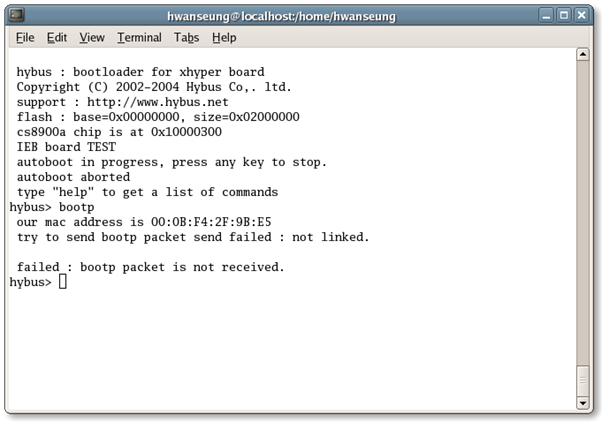 hwanseung@localhost:/home/hwanseung
File Edit View Terminal Tabs Help
hybus : bootloader for xhyper board
Copyright (C) 2002-2004 Hybus Co,. ltd.
support : http://www.hybus.net
flash : base=0x00000000, size=0x02000000
cs8900a chip is at 0x10000300
IEB board TEST
autoboot in progress, press any key to stop.
autoboot aborted
type "help" to get a list of commands
hybus> bootp
our mac address is 00:0B:F4:2F:9B:E5
try to send bootp packet send failed : not linked.
failed : bootp packet is not received.
hybus>